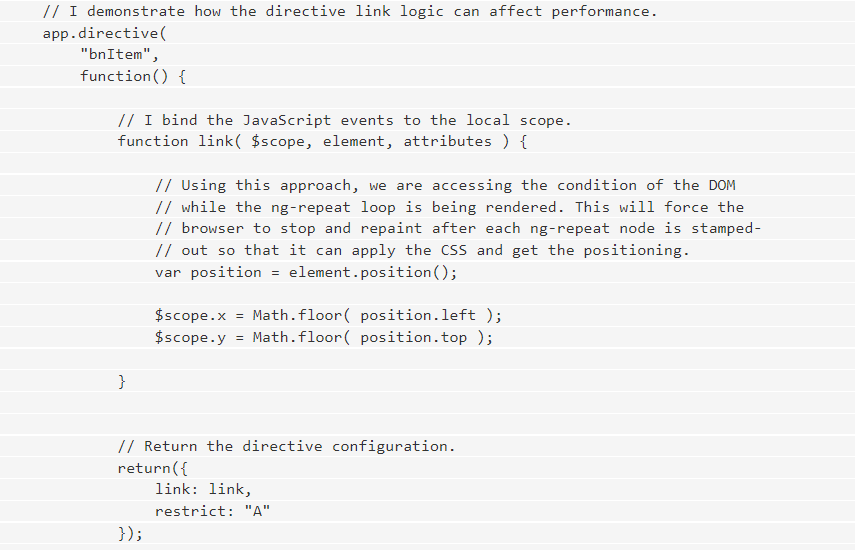 // I demonstrate how the directive link logic can affect performance.
app.directive(
"bnItem",
function() {
// I bind the JavaScript events to the local scope.
function link( $scope, element, attributes ) {
// Using this approach, we are accessing the condition of the DOM
// while the ng-repeat loop is being rendered. This will force the
// browser to stop and repaint after each ng-repeat node is stamped-
// out so that it can apply the CSS and get the positioning.
var position = element.position();
$scope.x = Math.floor( position.left );
$scope.y = Math.floor( position.top );
}
// Return the directive configuration.
return({
link: link,
restrict: "A"
});